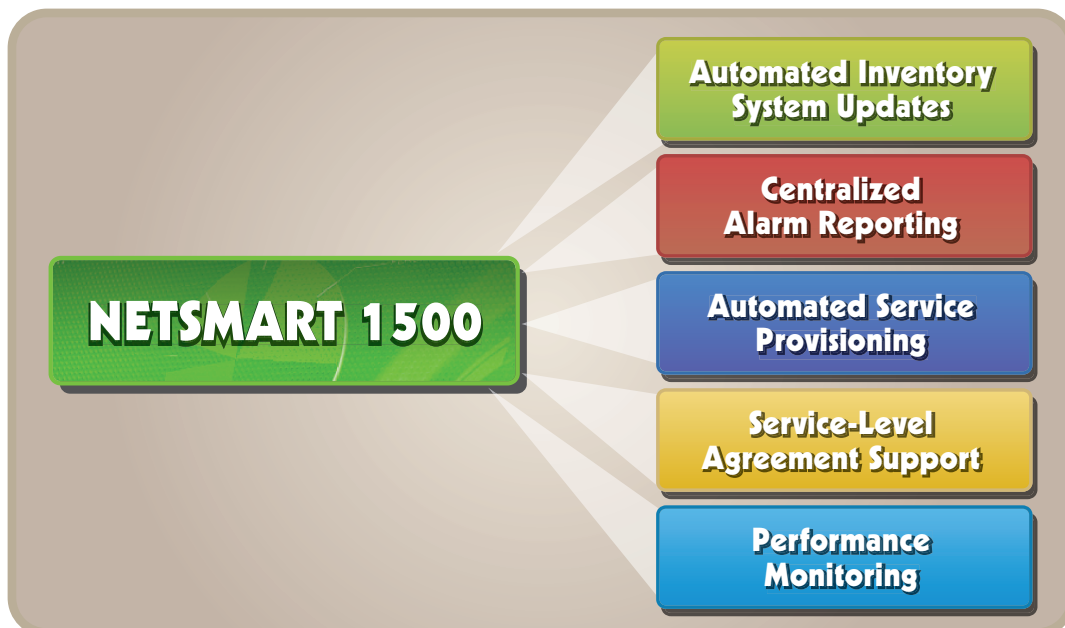 NETSMART 1500
Automated Inventory
System Updates
Centralized
Alarm Reporting
Automated Service
Provisioning
Service-Level
Agreement Support
Performance
Monitoring